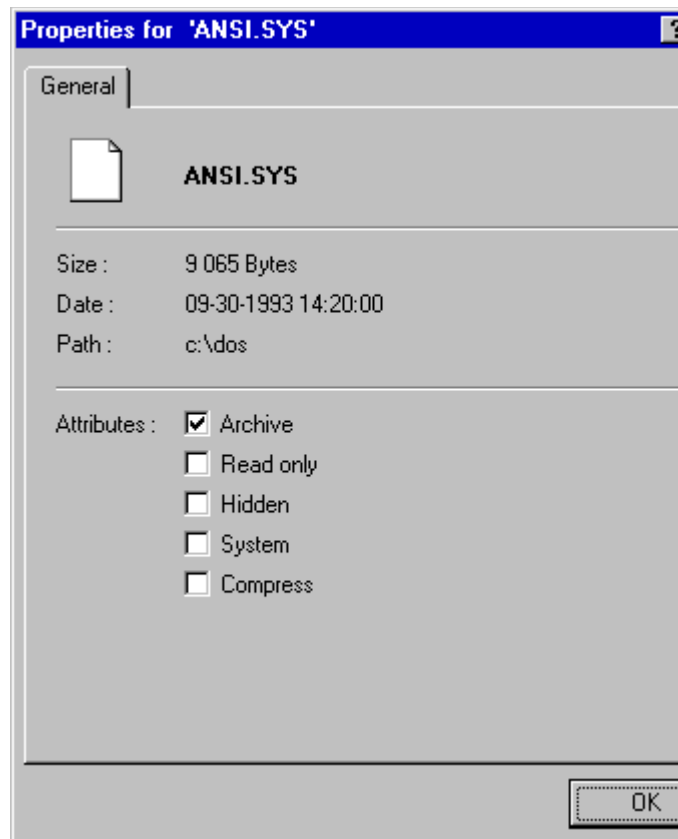 Properties for 'ANSI.SYS'
?
General
ANSI.SYS
Size : 9 065 Bytes
Date : 09-30-1993 14:20:00
Path : c:\dos
Attributes : Archive
Read only
Hidden
System
Compress
OK